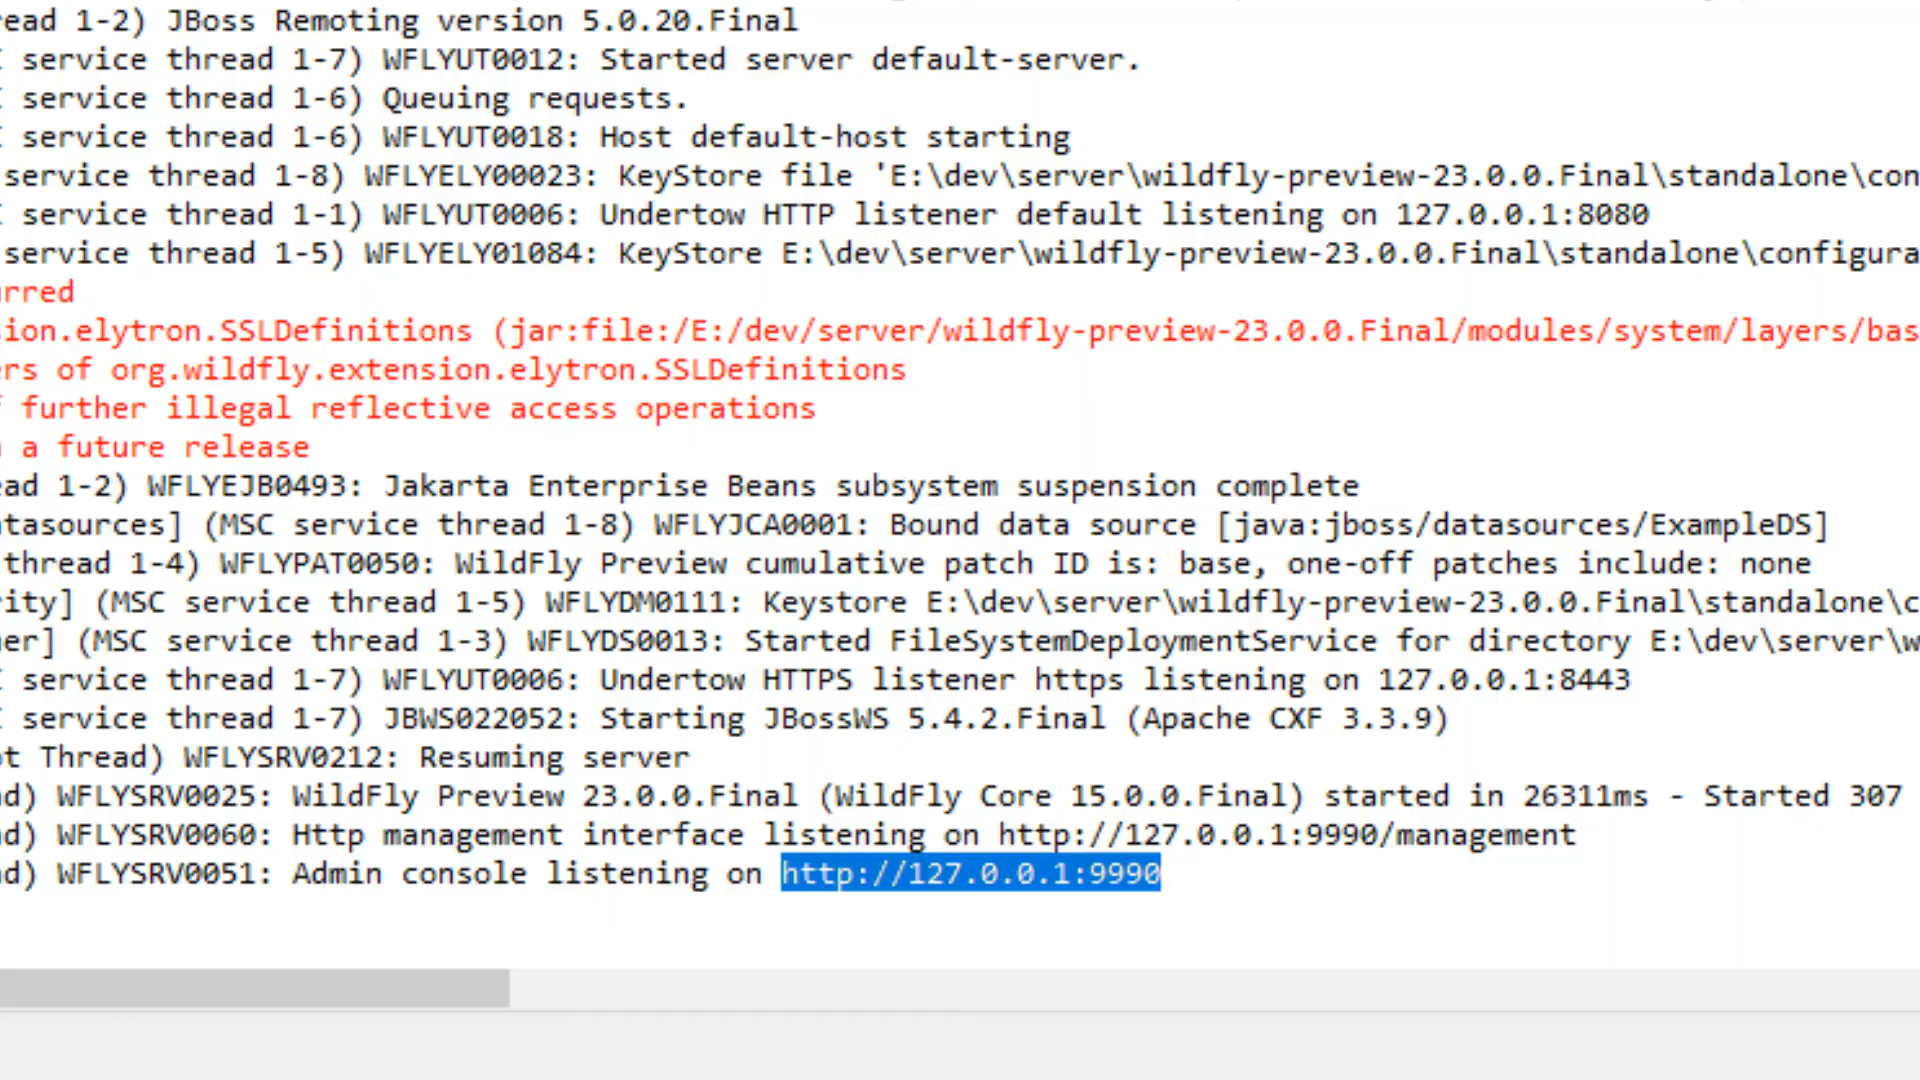 ead 1-2) JBoss Remoting version 5.0.20.Final
service thread 1-7) WFLYUT0012: Started server default-server.
service thread 1-6) Queuing requests.
service thread 1-6) WFLYUT0018: Host default-host starting
service thread 1-8) WFLYELY00023: KeyStore file 'E:\dev\server\wildfly-preview-23.0.0.Final\standalone\con
service thread 1-1) WFLYUT0006: Undertow HTTP listener default listening on 127.0.0.1:8080
service thread 1-5) WFLYELY01084: KeyStore E:\dev\server\wildfly-preview-23.0.0.Final\standalone\configura
rred
ion.elytron.SSLDefinitions (jar:file:/E:/dev/server/wildfly-preview-23.0.0.Final/modules/system/layers/bas
rs of org.wildfly.extension.elytron.SSLDefinitions
further illegal reflective access operations
a future release
ad 1-2) WFLYEJB0493: Jakarta Enterprise Beans subsystem suspension complete
tasources] (MSC service thread 1-8) WFLYJCA0001: Bound data source [java:jboss/datasources/ExampleDS]
thread 1-4) WFLYPAT0050: WildFly Preview cumulative patch ID is: base, one-off patches include: none
ity] (MSC service thread 1-5) WFLYDM0111: Keystore E:\dev\server\wildfly-preview-23.0.0.Final\standalone\c
er] (MSC service thread 1-3) WFLYDS0013: Started FileSystemDeploymentService for directory E:\dev\server\w
service thread 1-7) WFLYUT0006: Undertow HTTPS listener https listening on 127.0.0.1:8443
service thread 1-7) JBWS022052: Starting JBossWS 5.4.2.Final (Apache CXF 3.3.9)
t Thread) WFLYSRV0212: Resuming server
d) WFLYSRV0025: WildFly Preview 23.0.0.Final (WildFly Core 15.0.0.Final) started in 26311ms - Started 307
d) WFLYSRV0060: Http management interface listening on http://127.0.0.1:9990/management
d) WFLYSRV0051: Admin console listening on http://127.0.0.1:9990